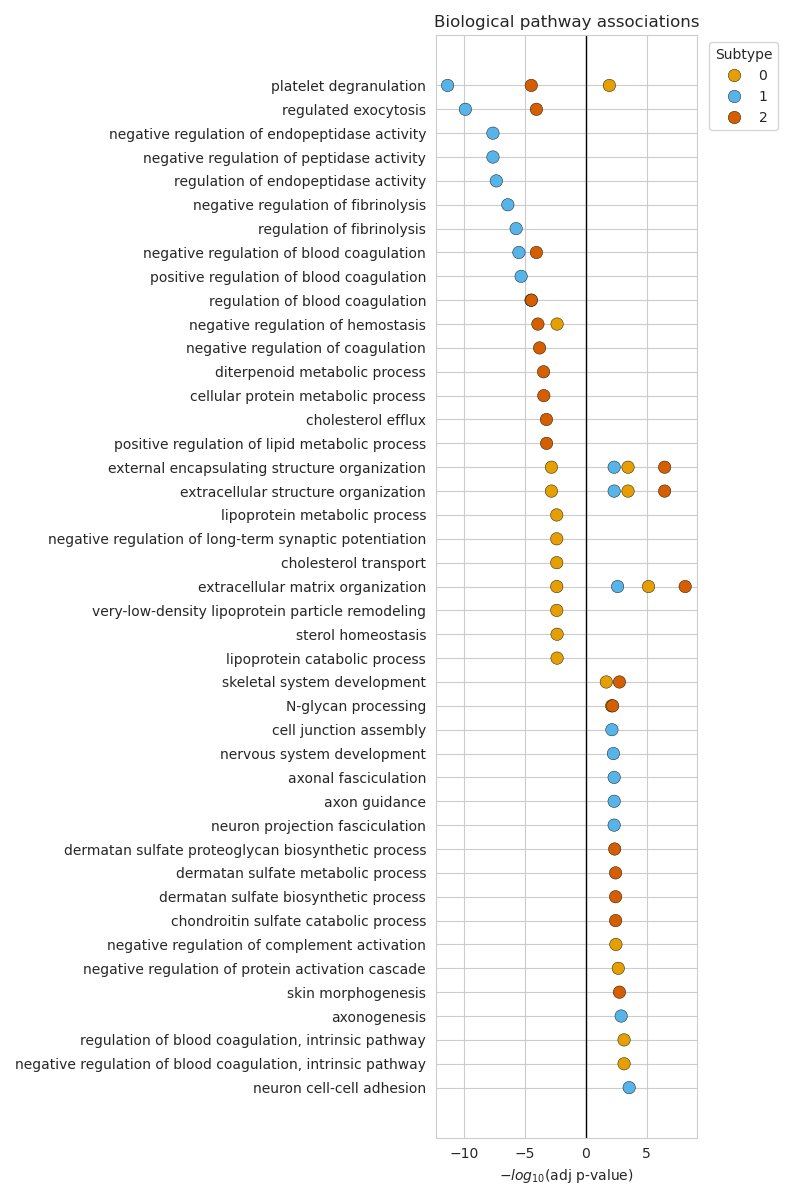 Biological pathway associations
Subtype
0
1
2
platelet degranulation
regulated exocytosis
negative regulation of endopeptidase activity
negative regulation of peptidase activity
regulation of endopeptidase activity
negative regulation of fibrinolysis
regulation of fibrinolysis
negative regulation of blood coagulation
positive regulation of blood coagulation
regulation of blood coagulation
negative regulation of hemostasis
negative regulation of coagulation
diterpenoid metabolic process
cellular protein metabolic process
cholesterol efflux
positive regulation of lipid metabolic process
external encapsulating structure organization
extracellular structure organization
lipoprotein metabolic process
negative regulation of long-term synaptic potentiation
cholesterol transport
extracellular matrix organization
very-low-density lipoprotein particle remodeling
sterol homeostasis
lipoprotein catabolic process
skeletal system development
N-glycan processing
cell junction assembly
nervous system development
axonal fasciculation
axon guidance
neuron projection fasciculation
dermatan sulfate proteoglycan biosynthetic process
dermatan sulfate metabolic process
dermatan sulfate biosynthetic process
chondroitin sulfate catabolic process
negative regulation of complement activation
negative regulation of protein activation cascade
skin morphogenesis
axonogenesis
regulation of blood coagulation, intrinsic pathway
negative regulation of blood coagulation, intrinsic pathway
neuron cell-cell adhesion
−10 −5 0 5
−log₁₀(adj p-value)